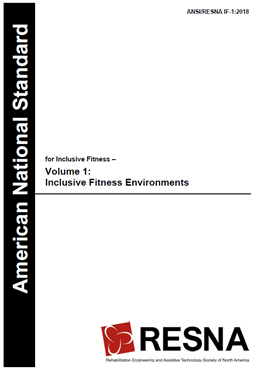 ANSI/RESNA IF-1:2018
American National Standard
for Inclusive Fitness –
Volume 1:
Inclusive Fitness Environments
RESNA
Rehabilitation Engineering and Assistive Technology Society of North America